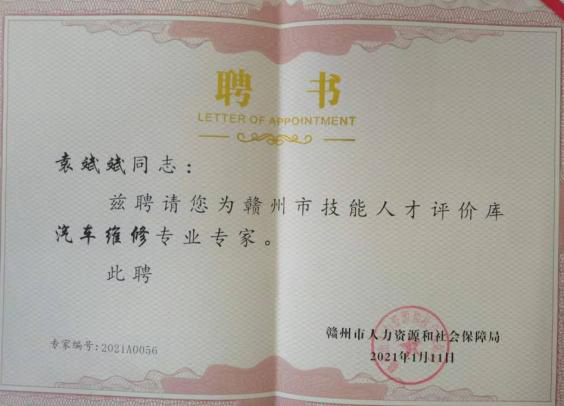 聘 书
LETTER OF APPOINTMENT
袁斌斌同志：
兹聘请您为赣州市技能人才评价库
汽车维修专业专家。
此聘
专家编号:2021A0056
赣州市人力资源和社会保障局
2021年1月11日